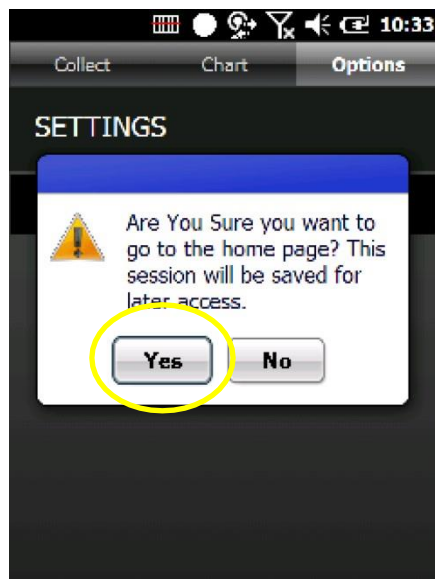 10:33
Collect Chart Options
SETTINGS
Are You Sure you want to
go to the home page? This
session will be saved for
later access.
Yes No